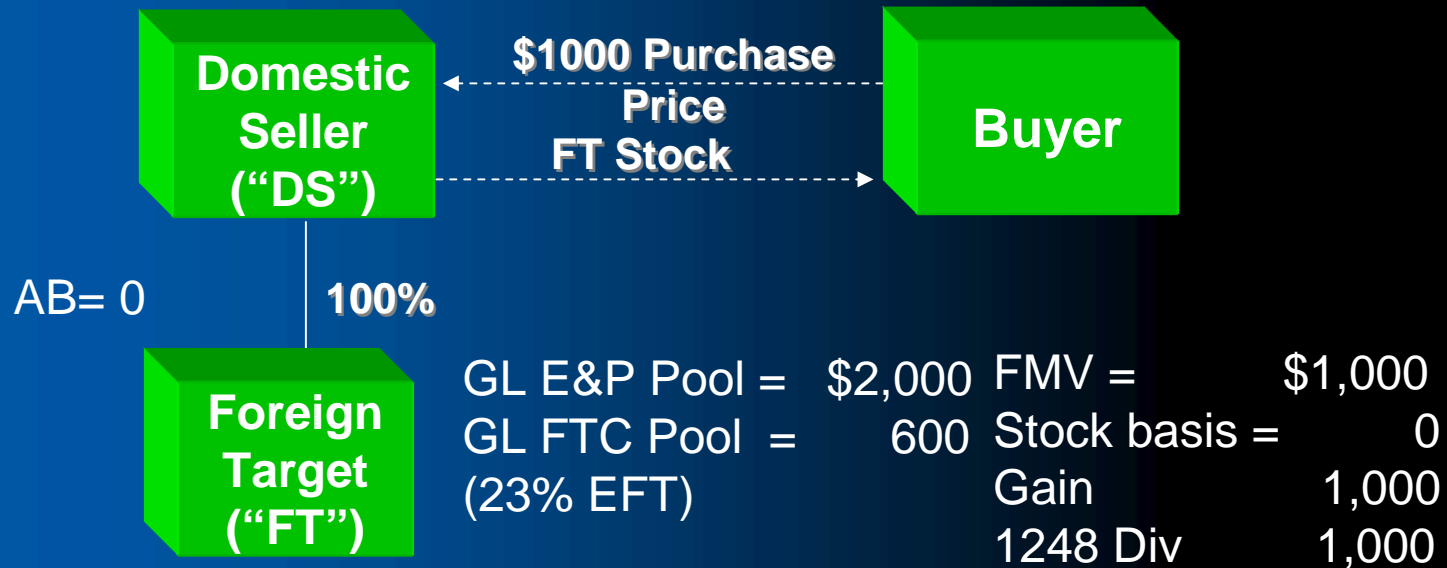 Domestic
Seller
(“DS”)
$1000 Purchase
Price
FT Stock
Buyer
AB= 0
100%
Foreign
Target
(“FT”)
GL E&P Pool = $2,000
GL FTC Pool = 600
(23% EFT)
FMV = $1,000
Stock basis = 0
Gain 1,000
1248 Div 1,000